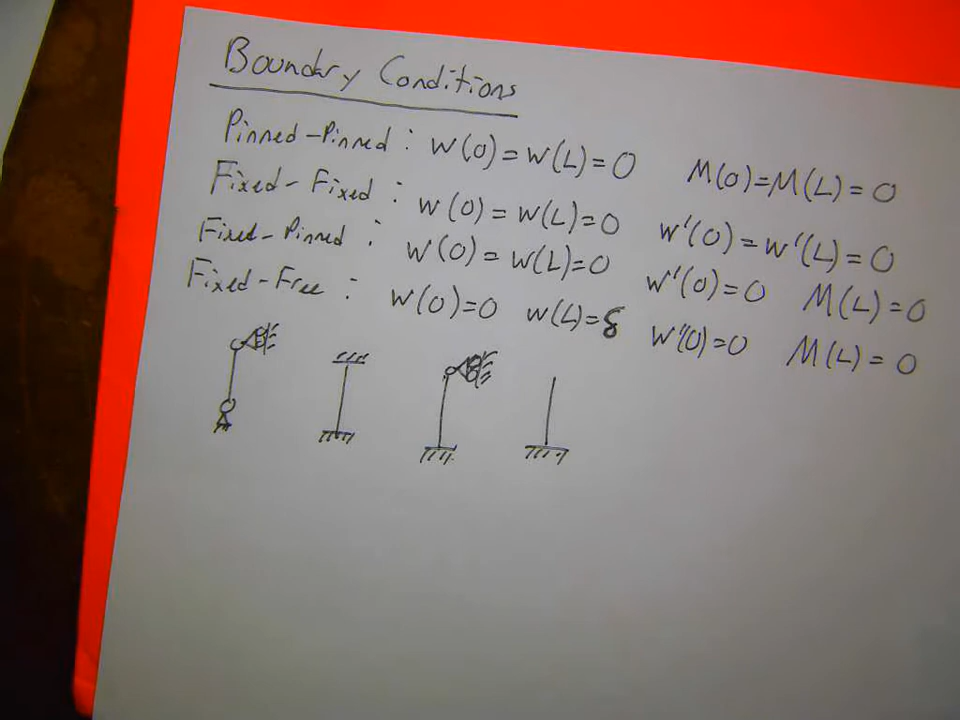 Boundary Conditions
Pinned-Pinned: w(0)=w(L)=0 M(0)=M(L)=0
Fixed-Fixed: w(0)=w(L)=0 w'(0)=w'(L)=0
Fixed-Pinned: w(0)=w(L)=0 w'(0)=0 M(L)=0
Fixed-Free: w(0)=0 w(L)=δ w'(0)=0 M(L)=0